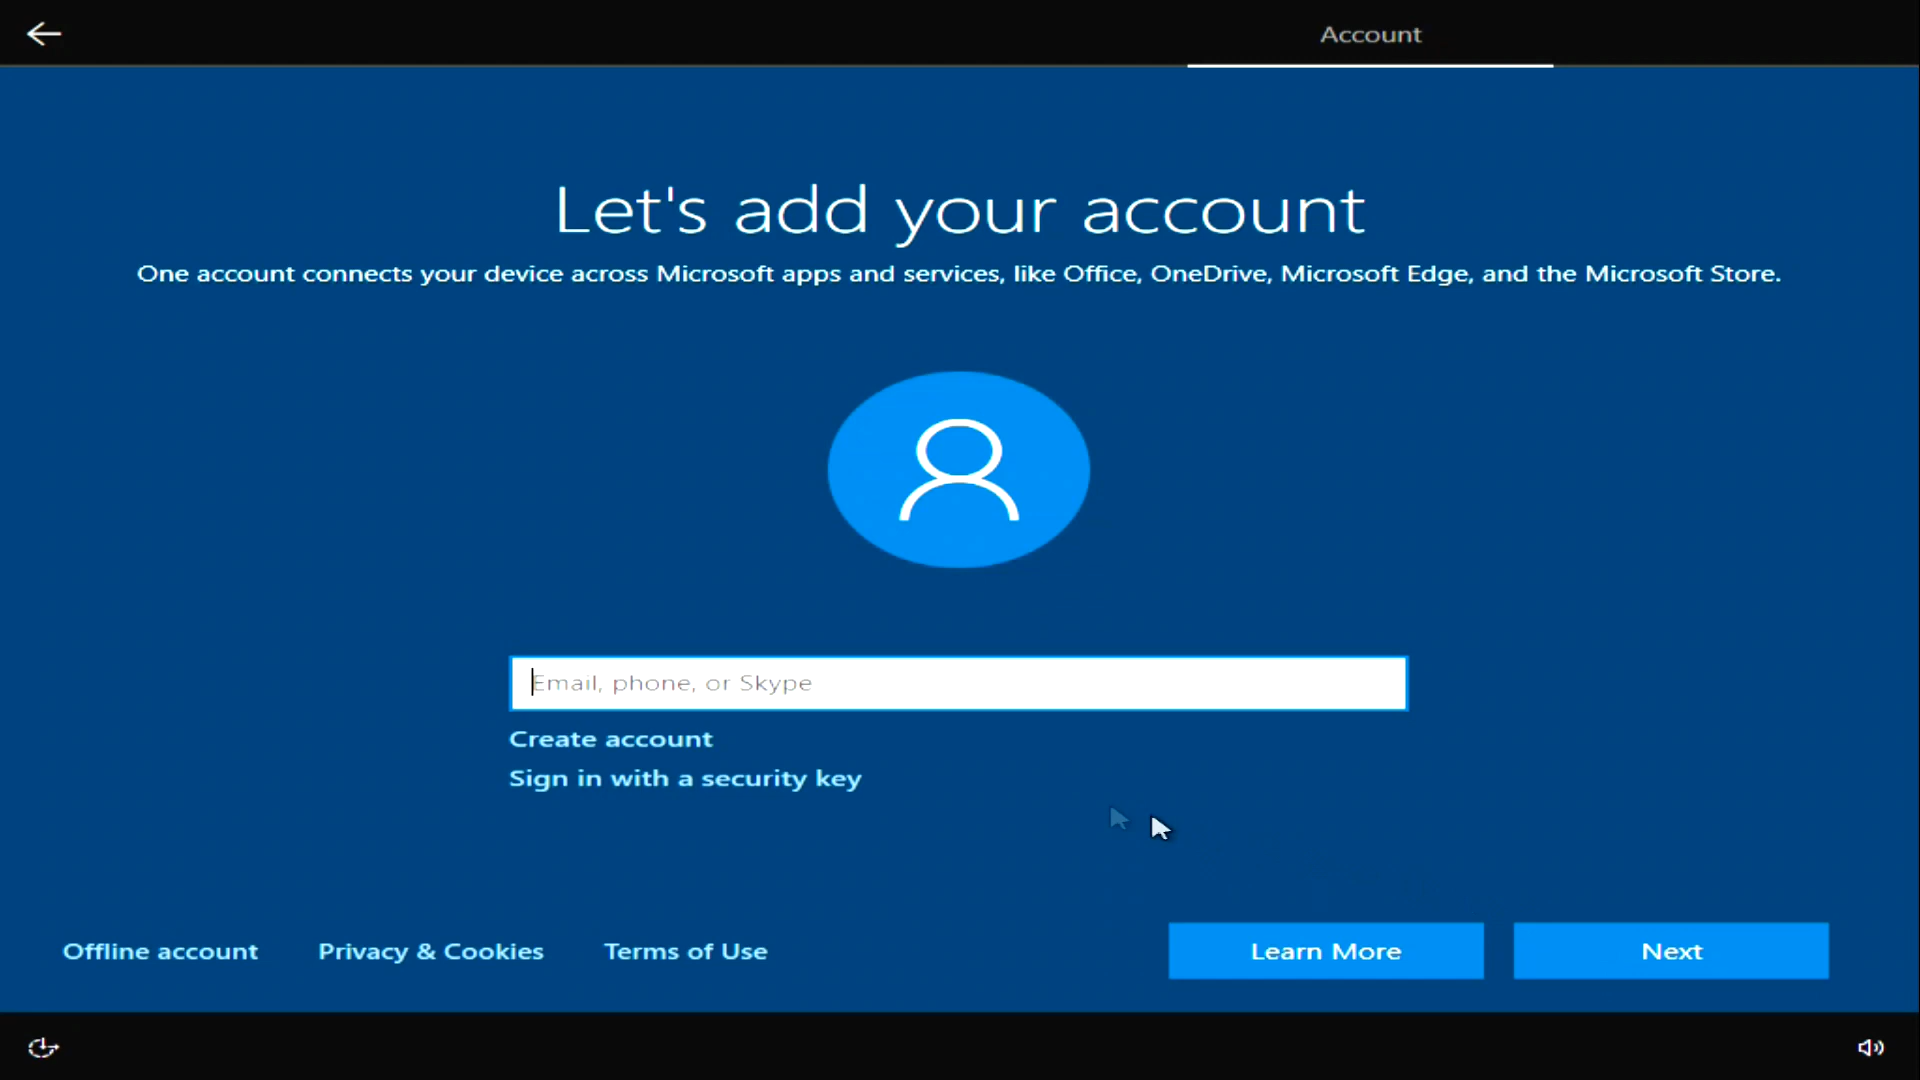 Account
Let's add your account
One account connects your device across Microsoft apps and services, like Office, OneDrive, Microsoft Edge, and the Microsoft Store.
Email, phone, or Skype
Create account
Sign in with a security key
Offline account Privacy & Cookies Terms of Use Learn More Next